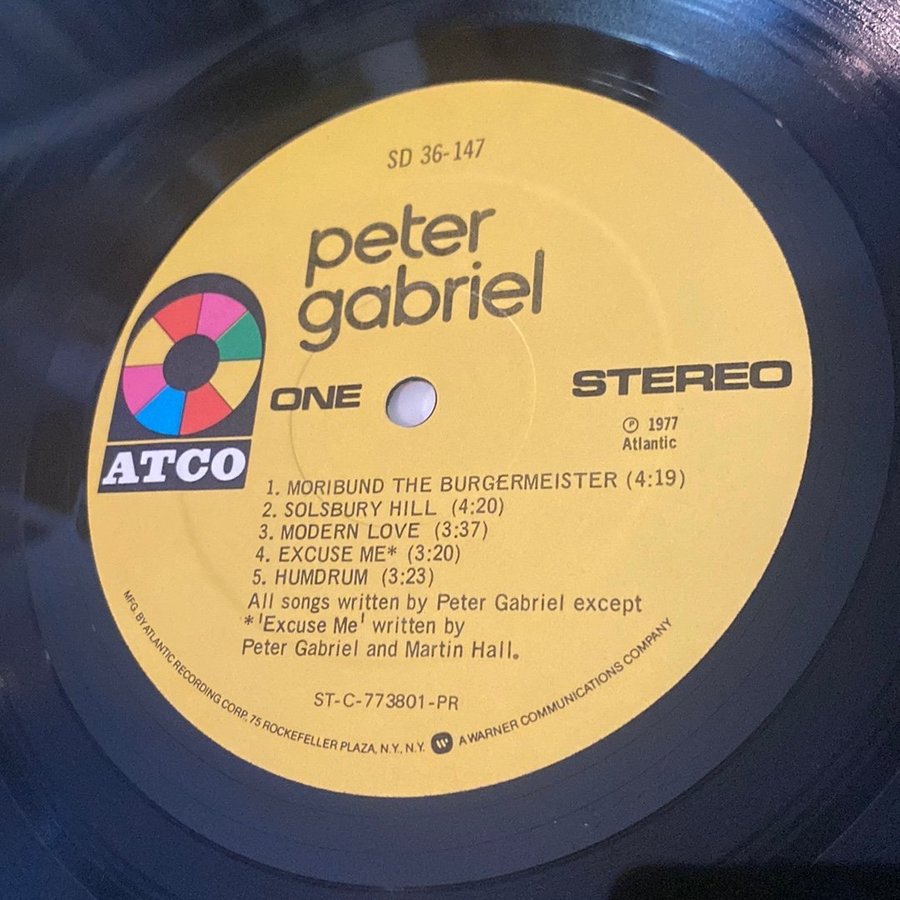 SD 36-147
peter
gabriel
ATCO
ONE
STEREO
Ⓟ 1977
Atlantic
1. MORIBUND THE BURGERMEISTER (4:19)
2. SOLSBURY HILL (4:20)
3. MODERN LOVE (3:37)
4. EXCUSE ME* (3:20)
5. HUMDRUM (3:23)
All songs written by Peter Gabriel except
*'Excuse Me' written by
Peter Gabriel and Martin Hall.
ST-C-773801-PR
MFG. BY ATLANTIC RECORDING CORP., 75 ROCKEFELLER PLAZA, N.Y., N.Y. W A WARNER COMMUNICATIONS COMPANY